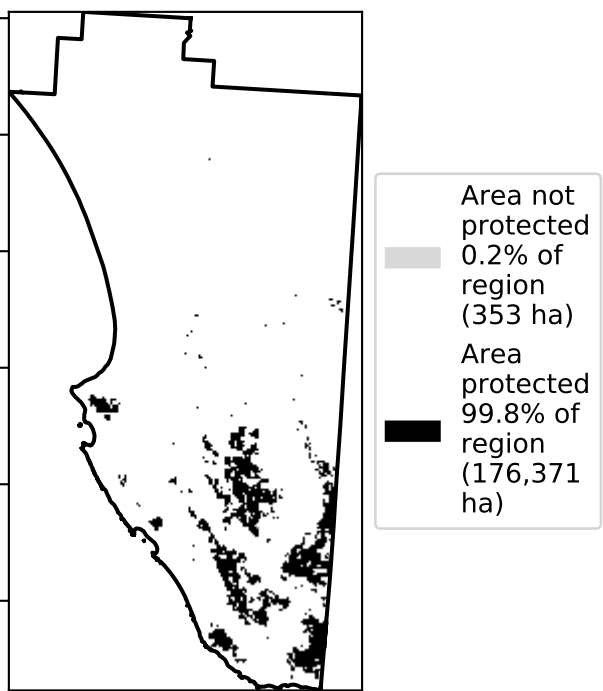 Area not
protected
0.2% of
region
(353 ha)
Area
protected
99.8% of
region
(176,371
ha)